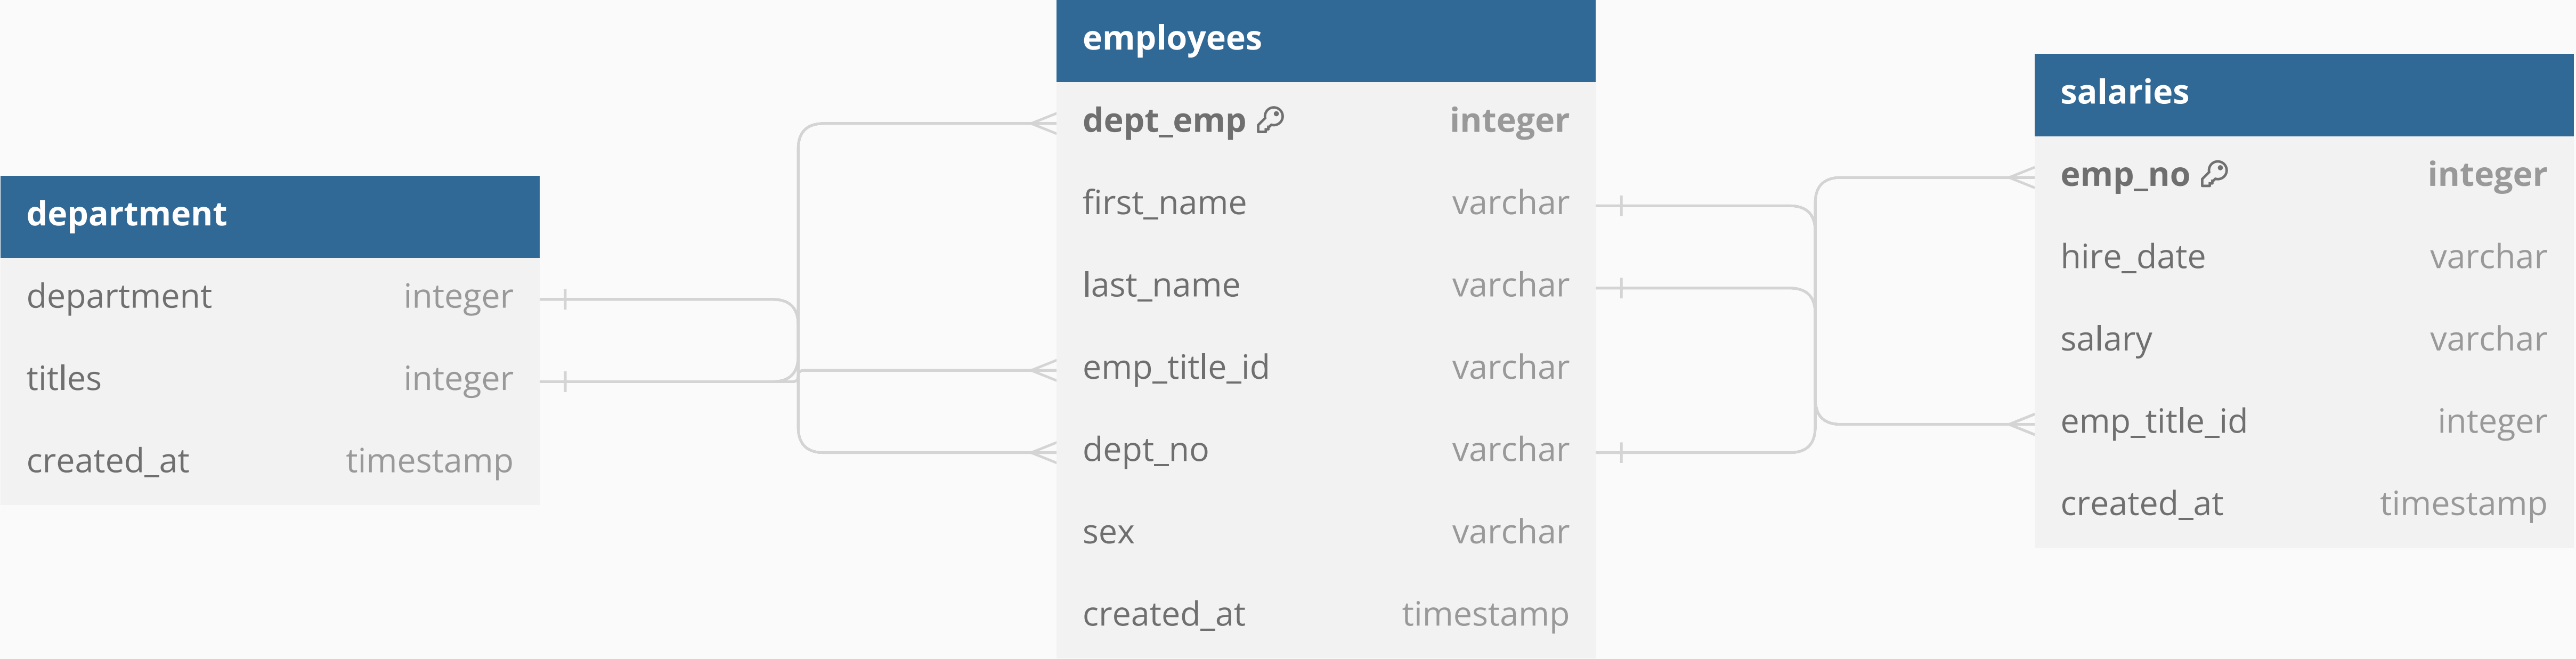 department
department integer
titles integer
created_at timestamp
employees
dept_emp integer
first_name varchar
last_name varchar
emp_title_id varchar
dept_no varchar
sex varchar
created_at timestamp
salaries
emp_no integer
hire_date varchar
salary varchar
emp_title_id integer
created_at timestamp